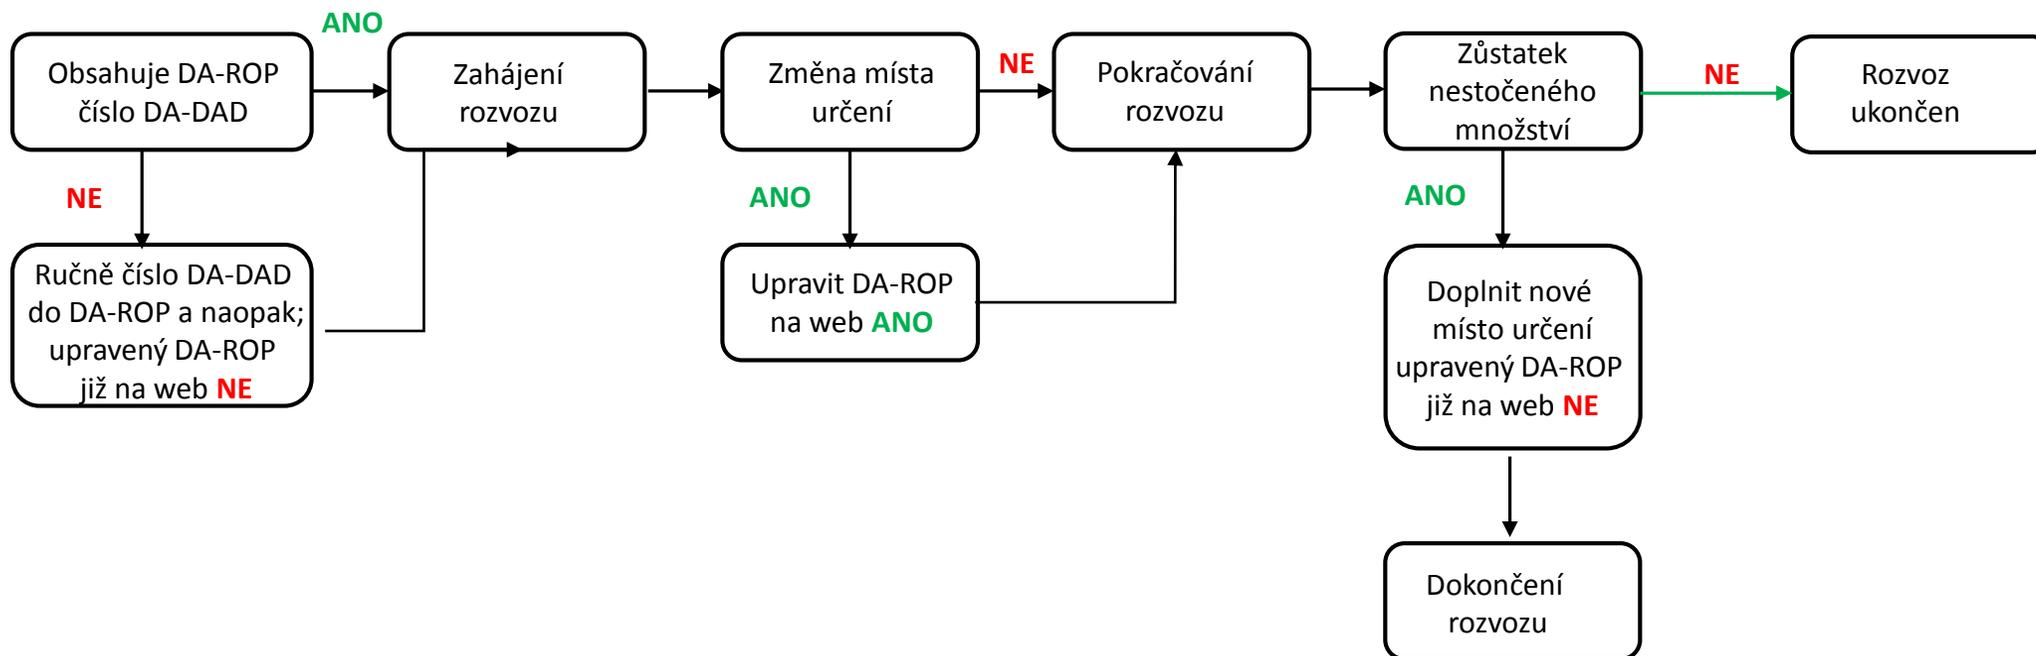 ANO
Obsahuje DA-ROP
číslo DA-DAD
Zahájení
rozvozu
Změna místa
určení
NE
Pokračování
rozvozu
Zůstatek
nestočeného
množství
NE
Rozvoz
ukončen
NE
ANO
ANO
Ručně číslo DA-DAD
do DA-ROP a naopak;
upravený DA-ROP
již na web NE
Upravit DA-ROP
na web ANO
Doplnit nové
místo určení
upravený DA-ROP
již na web NE
Dokončení
rozvozu